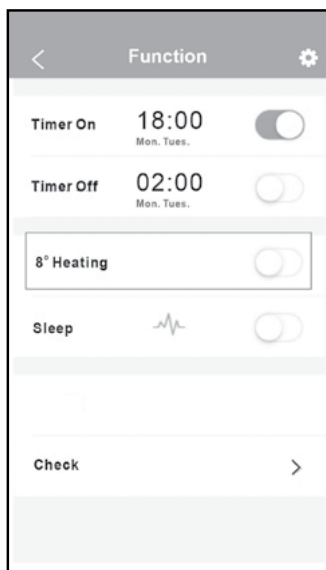 Function
Timer On 18:00
Mon. Tues.
Timer Off 02:00
Mon. Tues.
8° Heating
Sleep
Check